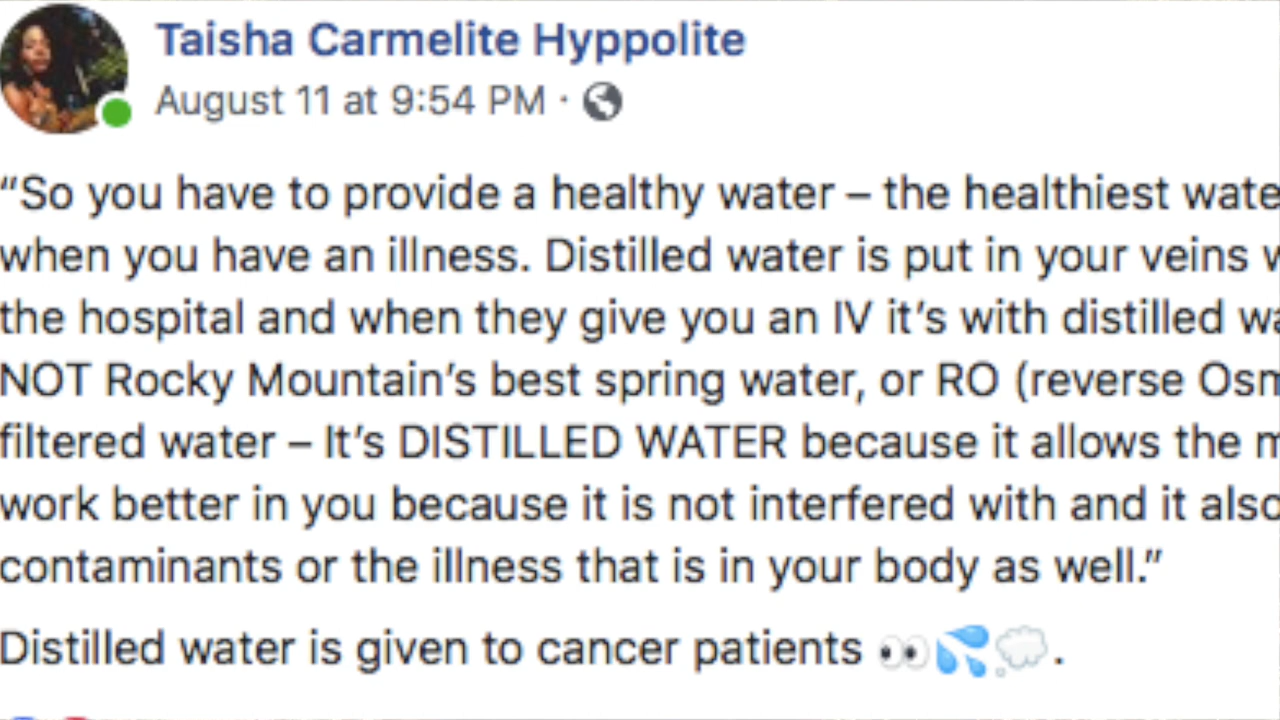 Taisha Carmelite Hyppolite
August 11 at 9:54 PM ·
“So you have to provide a healthy water – the healthiest wate
when you have an illness. Distilled water is put in your veins w
the hospital and when they give you an IV it’s with distilled wa
NOT Rocky Mountain’s best spring water, or RO (reverse Osm
filtered water – It’s DISTILLED WATER because it allows the m
work better in you because it is not interfered with and it also
contaminants or the illness that is in your body as well.”
Distilled water is given to cancer patients 👀💦💭.